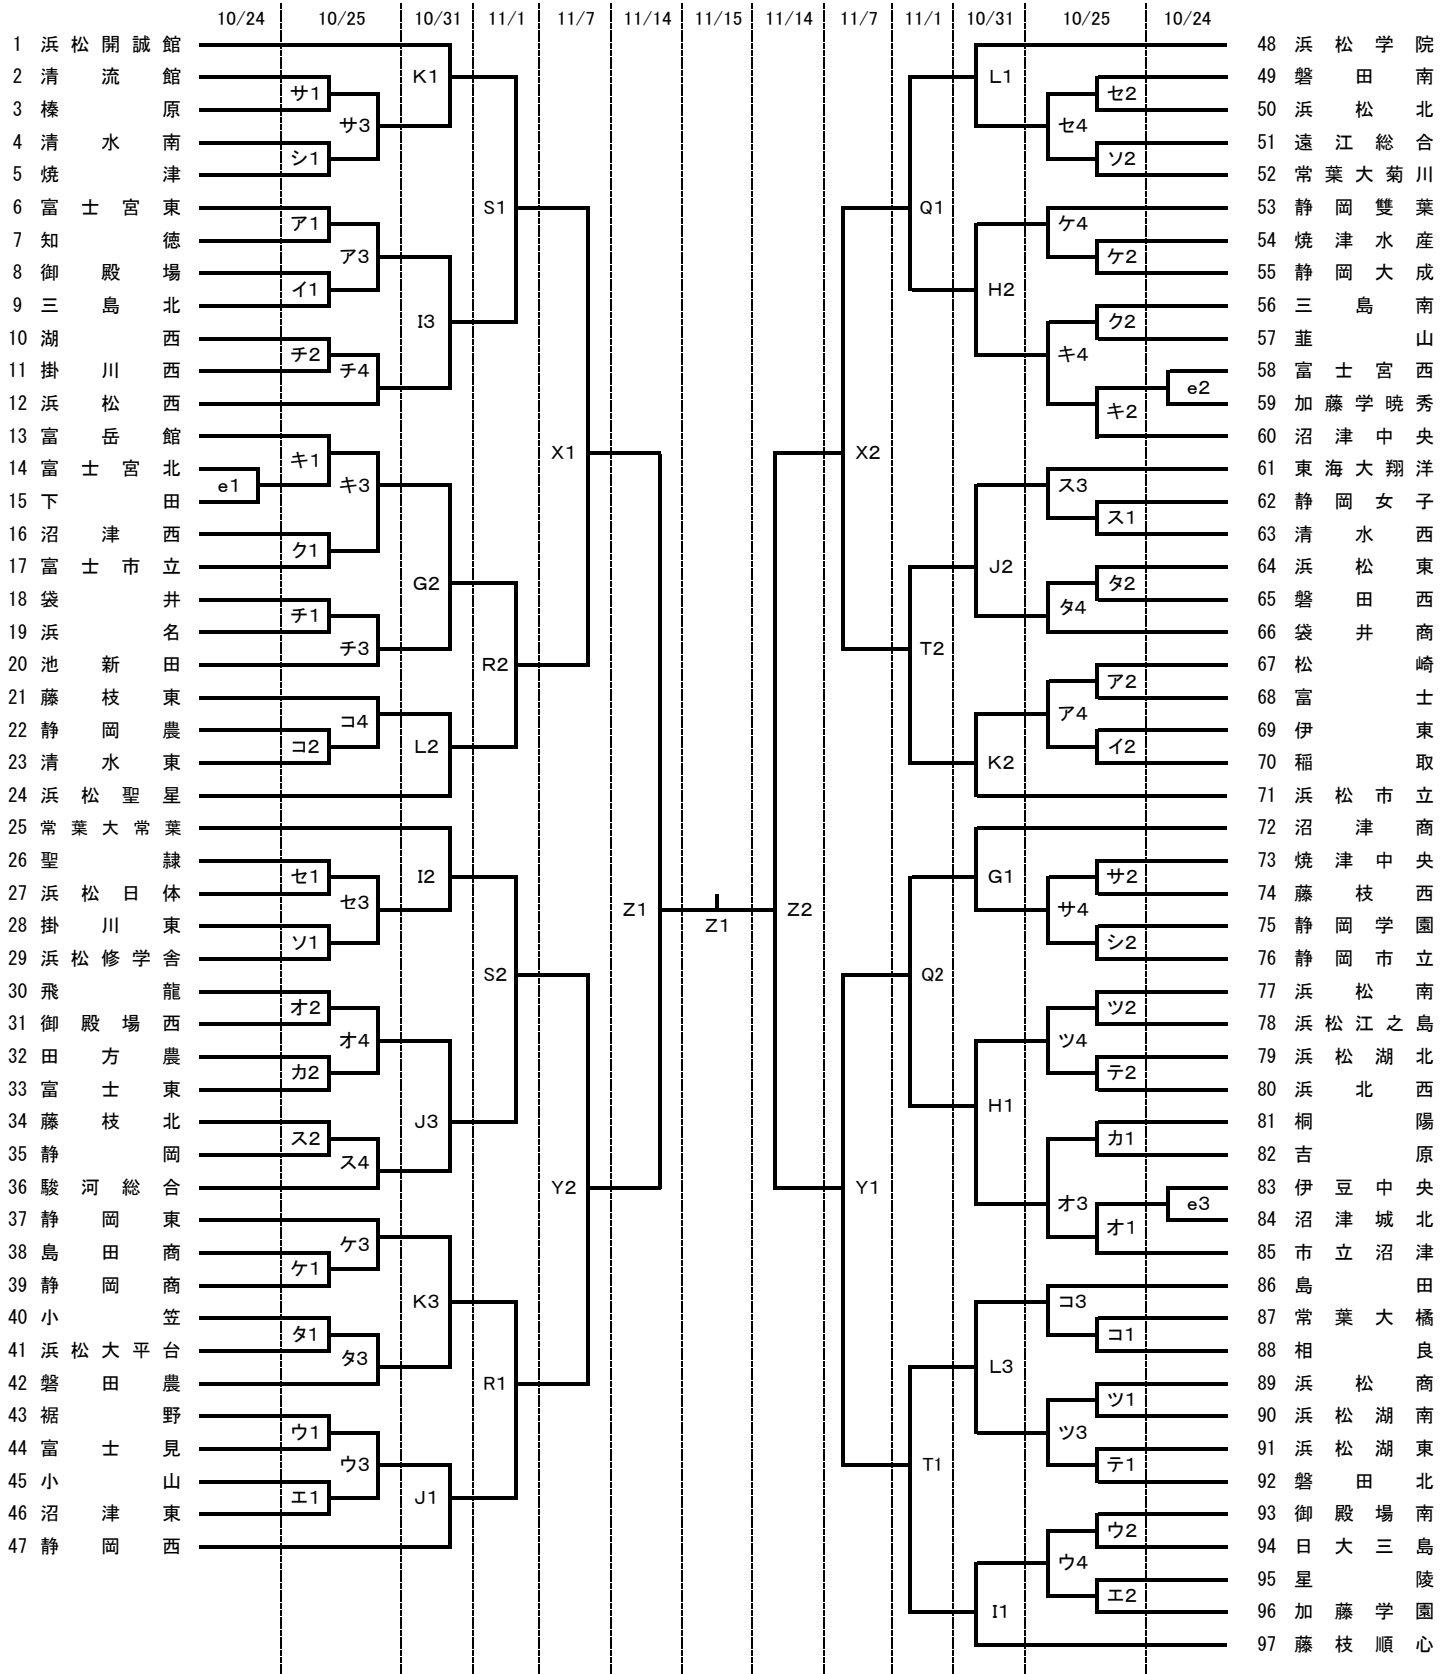 10/24 10/25 10/31 11/1 11/7 11/14 11/15 11/14 11/7 11/1 10/31 10/25 10/24
1 浜松開誠館
2 清流館
3 榛原
4 清水南
5 焼津
6 富士宮東
7 知徳
8 御殿場
9 三島北
10 湖西
11 掛川西
12 浜松西
13 富岳館
14 富士宮北
15 下田
16 沼津西
17 富士市立
18 袋井
19 浜名
20 池新田
21 藤枝東
22 静岡農
23 清水東
24 浜松聖星
25 常葉大常葉
26 聖隷
27 浜松日体
28 掛川東
29 浜松修学舎
30 飛龍
31 御殿場西
32 田方農
33 富士東
34 藤枝北
35 静岡
36 駿河総合
37 静岡東
38 島田商
39 静岡商
40 小笠
41 浜松大平台
42 磐田農
43 裾野
44 富士見
45 小山
46 沼津東
47 静岡西
e1
サ1
シ1
ア1
イ1
チ2
キ1
ク1
チ1
コ2
セ1
ソ1
オ2
カ2
ス2
ケ1
タ1
ウ1
エ1
サ3
ア3
チ4
キ3
チ3
コ4
セ3
オ4
ス4
ケ3
タ3
ウ3
K1
I3
G2
L2
I2
J3
K3
J1
S1
R2
S2
R1
X1
Y2
Z1
Z1
Z2
X2
Y1
Q1
T2
Q2
T1
L1
H2
J2
K2
G1
H1
L3
I1
セ4
ケ4
キ4
ス3
タ4
ア4
サ4
ツ4
オ3
コ3
ツ3
ウ4
セ2
ソ2
ケ2
ク2
キ2
ス1
タ2
ア2
イ2
サ2
シ2
ツ2
テ2
カ1
オ1
コ1
ツ1
テ1
ウ2
エ2
e2
e3
48 浜松学院
49 磐田南
50 浜松北
51 遠江総合
52 常葉大菊川
53 静岡雙葉
54 焼津水産
55 静岡大成
56 三島南
57 韮山
58 富士宮西
59 加藤学暁秀
60 沼津中央
61 東海大翔洋
62 静岡女子
63 清水西
64 浜松東
65 磐田西
66 袋井商
67 松崎
68 富士
69 伊東
70 稲取
71 浜松市立
72 沼津商
73 焼津中央
74 藤枝西
75 静岡学園
76 静岡市立
77 浜松南
78 浜松江之島
79 浜松湖北
80 浜北西
81 桐陽
82 吉原
83 伊豆中央
84 沼津城北
85 市立沼津
86 島田
87 常葉大橘
88 相良
89 浜松商
90 浜松湖南
91 浜松湖東
92 磐田北
93 御殿場南
94 日大三島
95 星陵
96 加藤学園
97 藤枝順心